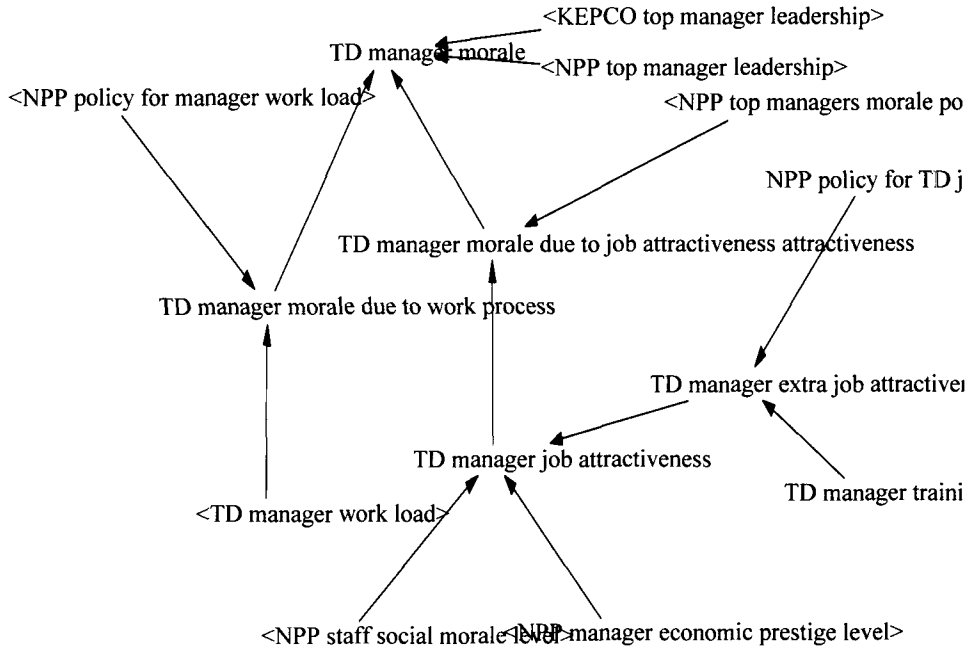 <KEPCO top manager leadership>
TD manager morale
<NPP top manager leadership>
<NPP policy for manager work load>
<NPP top managers morale po
NPP policy for TD j
TD manager morale due to job attractiveness attractiveness
TD manager morale due to work process
TD manager extra job attractive
TD manager job attractiveness
TD manager traini
<TD manager work load>
<NPP staff social morale level>
<NPP manager economic prestige level>